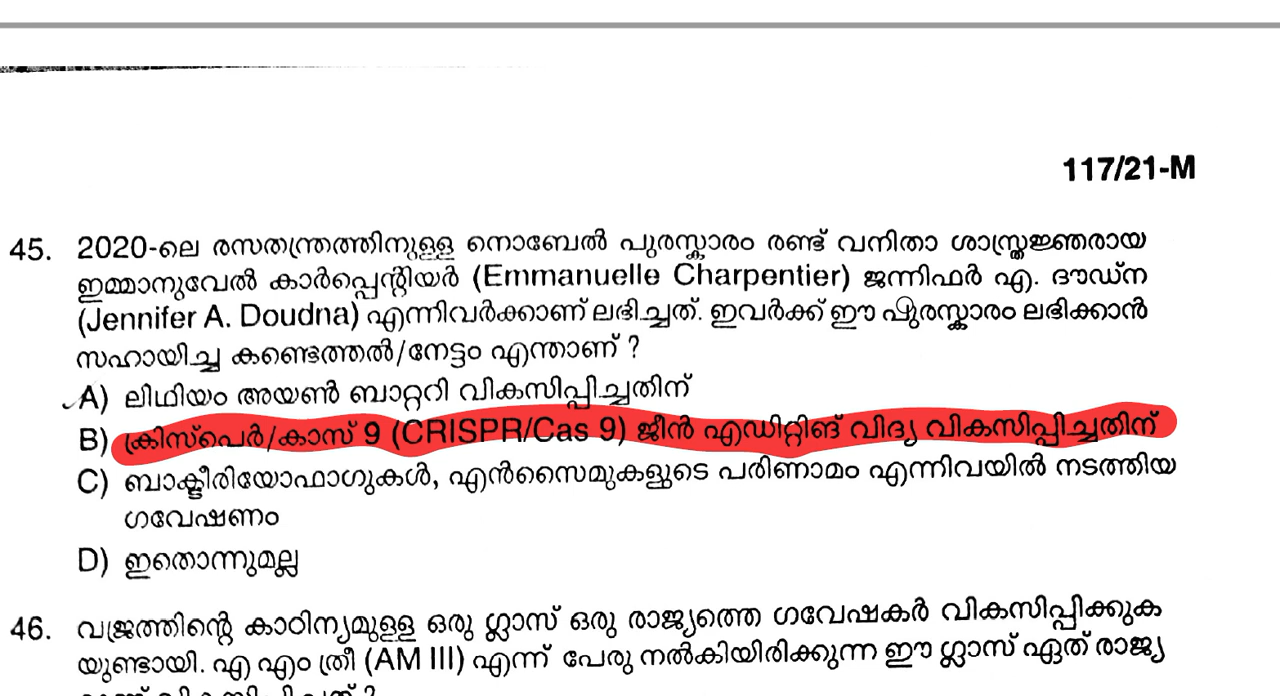 117/21-M
45. 2020-ലെ രസതന്ത്രത്തിനുള്ള നൊബേൽ പുരസ്കാരം രണ്ട് വനിതാ ശാസ്ത്രജ്ഞരായ
ഇമ്മാനുവേൽ കാർപ്പെന്റിയർ (Emmanuelle Charpentier) ജന്നിഫർ എ. ദൗഡ്ന
(Jennifer A. Doudna) എന്നിവർക്കാണ് ലഭിച്ചത്. ഇവർക്ക് ഈ പുരസ്കാരം ലഭിക്കാൻ
സഹായിച്ച കണ്ടെത്തൽ/നേട്ടം എന്താണ് ?
A) ലിഥിയം അയൺ ബാറ്ററി വികസിപ്പിച്ചതിന്
B) ക്രിസ്പെർ/കാസ് 9 (CRISPR/Cas 9) ജീൻ എഡിറ്റിങ് വിദ്യ വികസിപ്പിച്ചതിന്
C) ബാക്ടീരിയോഫാഗുകൾ, എൻസൈമുകളുടെ പരിണാമം എന്നിവയിൽ നടത്തിയ
ഗവേഷണം
D) ഇതൊന്നുമല്ല
46. വജ്രത്തിന്റെ കാഠിന്യമുള്ള ഒരു ഗ്ലാസ് ഒരു രാജ്യത്തെ ഗവേഷകർ വികസിപ്പിക്കുക
യുണ്ടായി. എ എം ത്രീ (AM III) എന്ന് പേരു നൽകിയിരിക്കുന്ന ഈ ഗ്ലാസ് ഏത് രാജ്യ